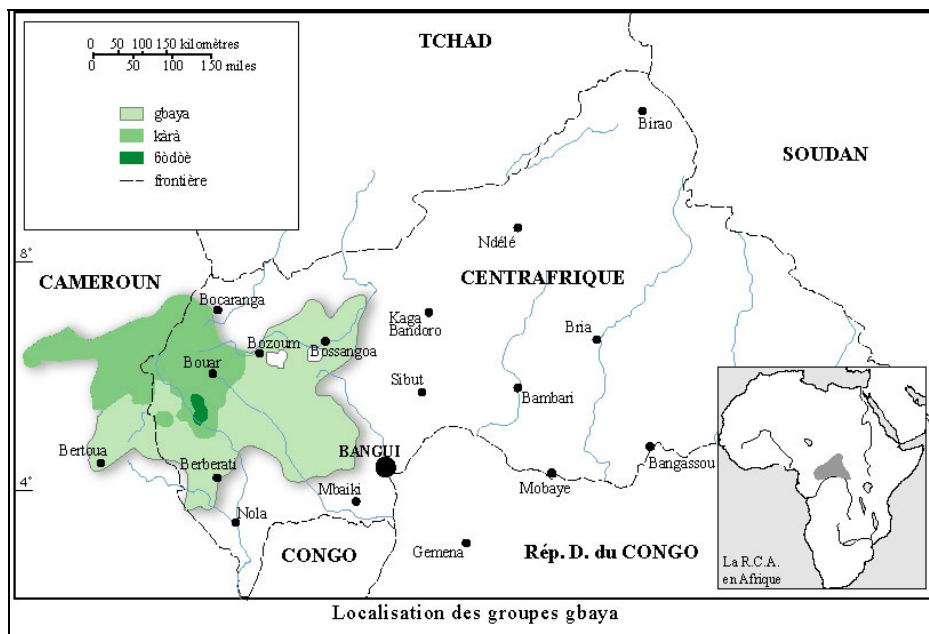 TCHAD
0 50 100 150 kilomètres
0 50 100 150 miles
gbaya
kàrà
ɓòdòè
frontière
Birao
SOUDAN
Ndélé
8°
CAMEROUN
CENTRAFRIQUE
Bocaranga
Kaga
Bandoro
Bria
Bozoum
Bossangoa
Bouar
Sibut
Bambari
Bertoua
BANGUI
Berberati
Bangassou
4°
Mbaiki
Mobaye
Nola
CONGO
Gemena
Rép. D. du CONGO
La R.C.A.
en Afrique
Localisation des groupes gbaya